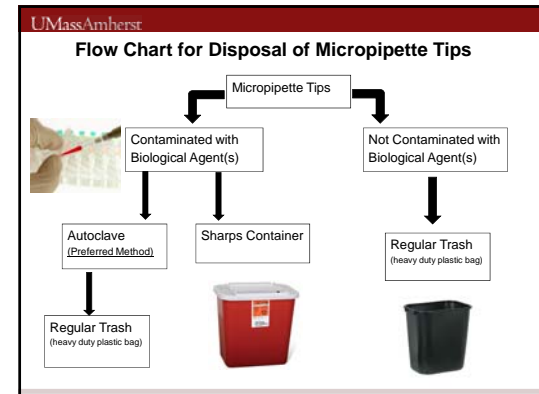 UMassAmherst
Flow Chart for Disposal of Micropipette Tips
Micropipette Tips
Contaminated with
Biological Agent(s)
Not Contaminated with
Biological Agent(s)
Autoclave
(Preferred Method)
Sharps Container
Regular Trash
(heavy duty plastic bag)
Regular Trash
(heavy duty plastic bag)